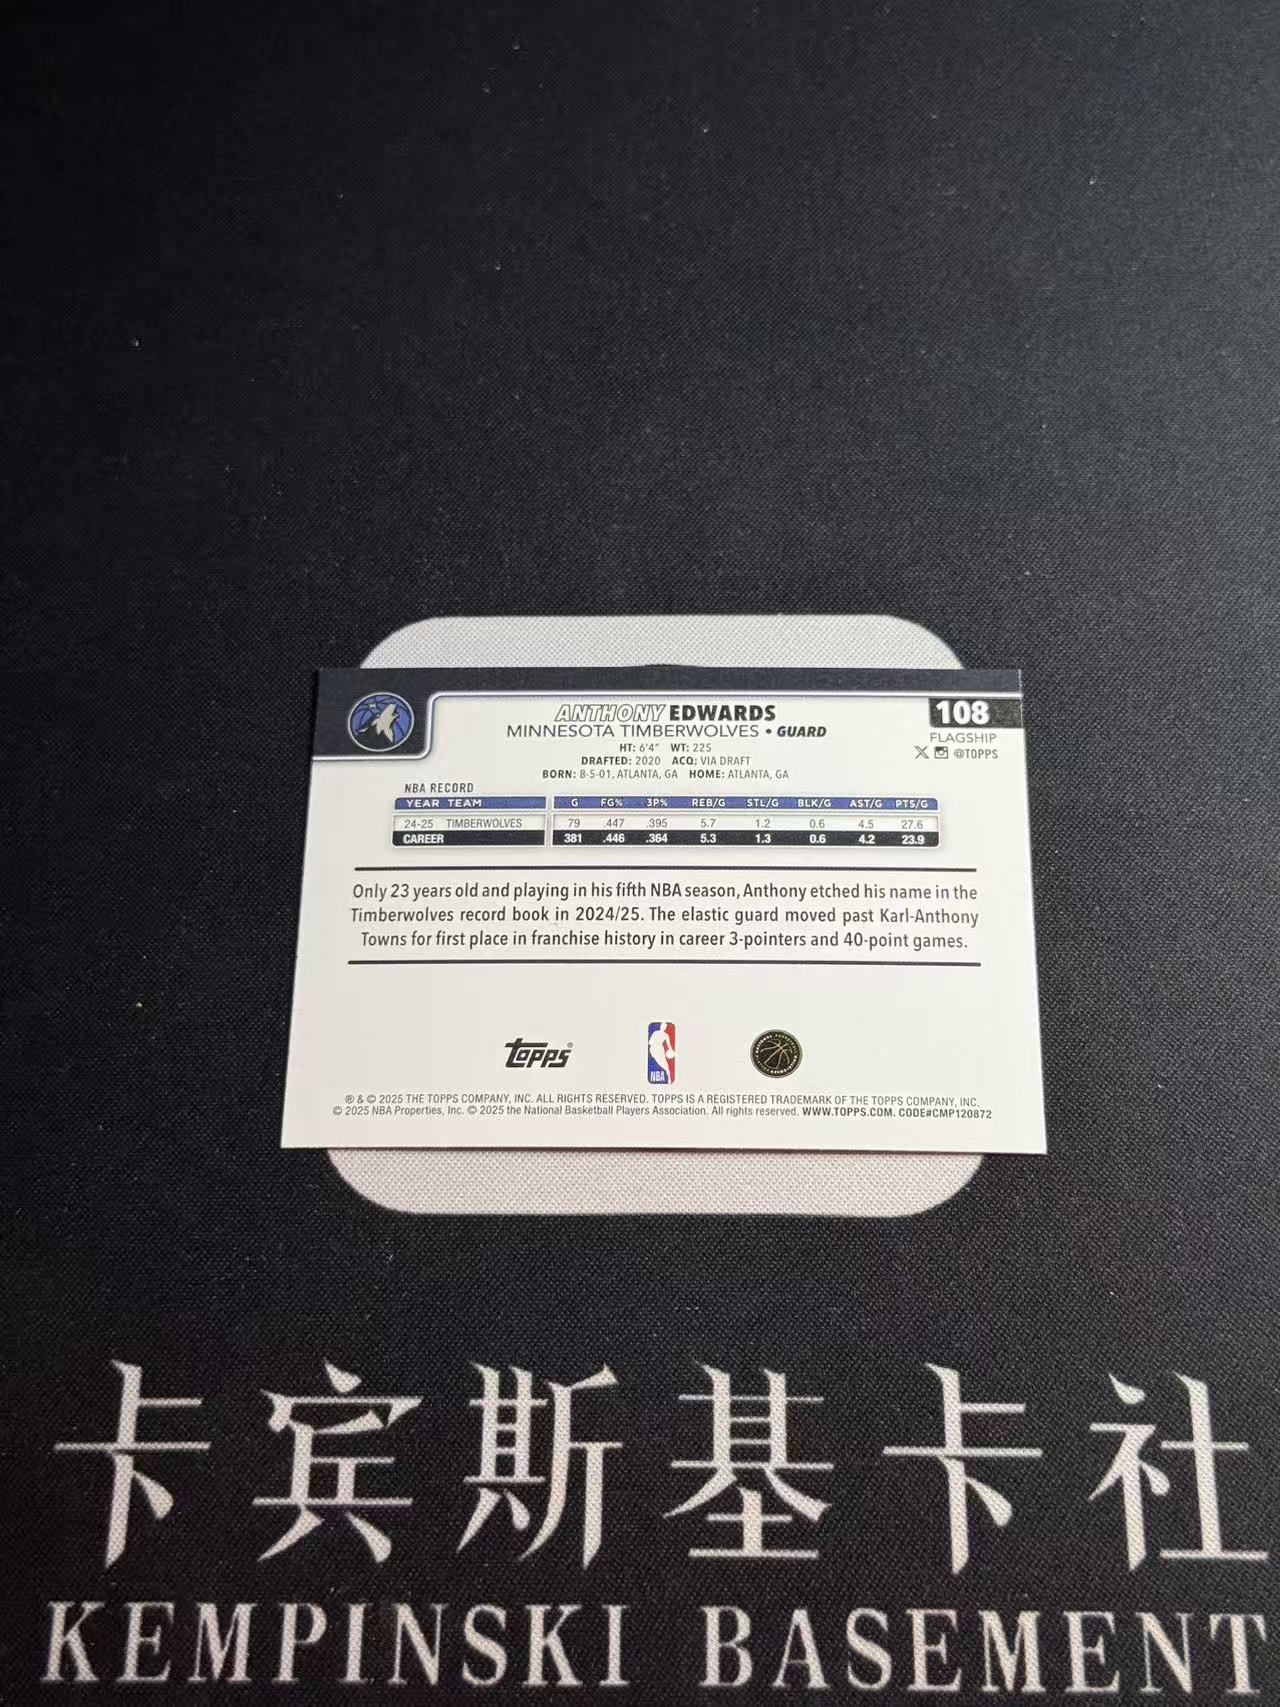 ANTHONY EDWARDS
MINNESOTA TIMBERWOLVES • GUARD
HT: 6'4" WT: 225
DRAFTED: 2020 ACQ: VIA DRAFT
BORN: 8-5-01, ATLANTA, GA HOME: ATLANTA, GA
108
FLAGSHIP
@TOPPS
NBA RECORD
YEAR TEAM G FG% 3P% REB/G STL/G BLK/G AST/G PTS/G
24-25 TIMBERWOLVES 79 .447 .395 5.7 1.2 0.6 4.5 27.6
CAREER 381 .446 .364 5.3 1.3 0.6 4.2 23.9
Only 23 years old and playing in his fifth NBA season, Anthony etched his name in the
Timberwolves record book in 2024/25. The elastic guard moved past Karl-Anthony
Towns for first place in franchise history in career 3-pointers and 40-point games.
topps®
NBA
® & © 2025 THE TOPPS COMPANY, INC. ALL RIGHTS RESERVED. TOPPS IS A REGISTERED TRADEMARK OF THE TOPPS COMPANY, INC.
© 2025 NBA Properties, Inc. © 2025 the National Basketball Players Association. All rights reserved. WWW.TOPPS.COM. CODE#CMP120872
卡宾斯基卡社
KEMPINSKI BASEMENT